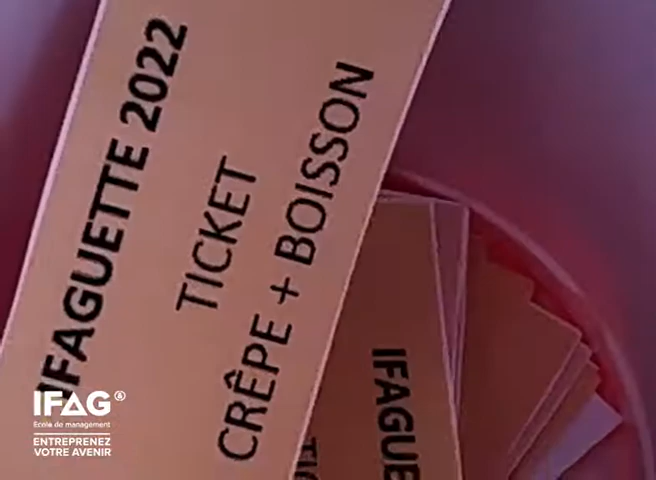 IFAGUETTE 2022
TICKET
CRÊPE + BOISSON
IFAGUE
IFAG®
École de management
ENTREPRENEZ
VOTRE AVENIR